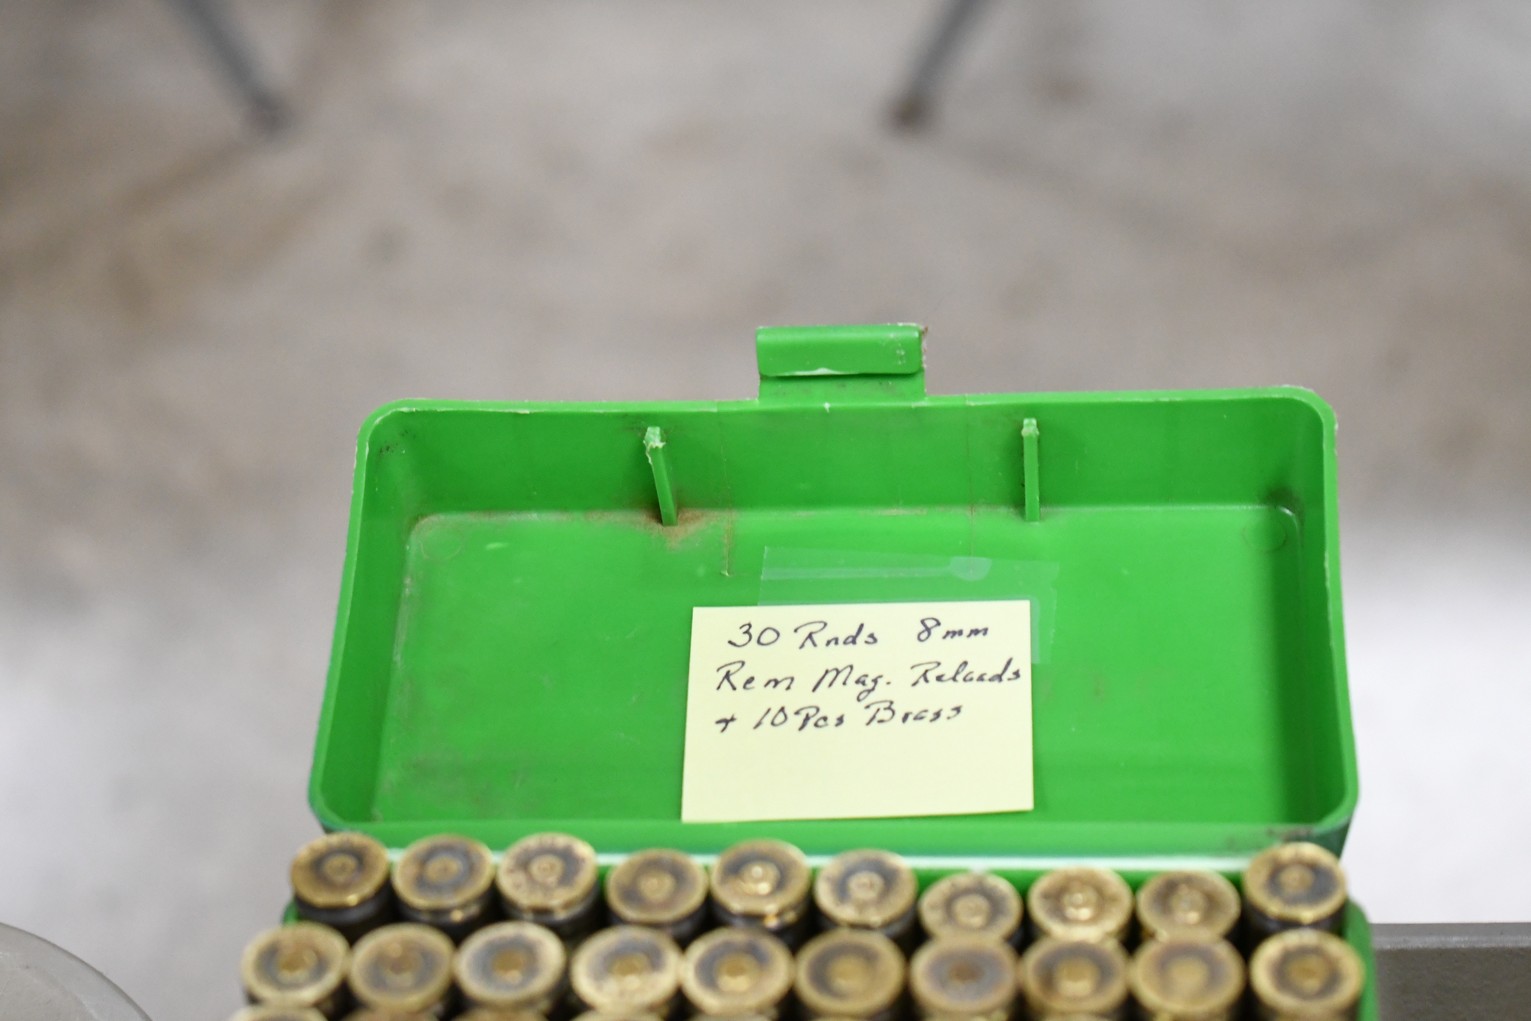 30 Rnds 8mm
Rem Mag. Reloads
+ 10 Pcs Brass